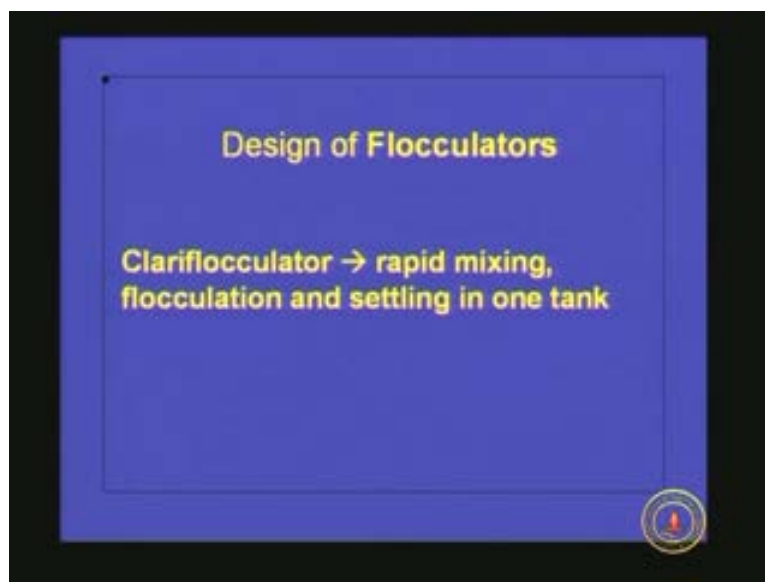 Design of Flocculators
Clariflocculator → rapid mixing,
flocculation and settling in one tank